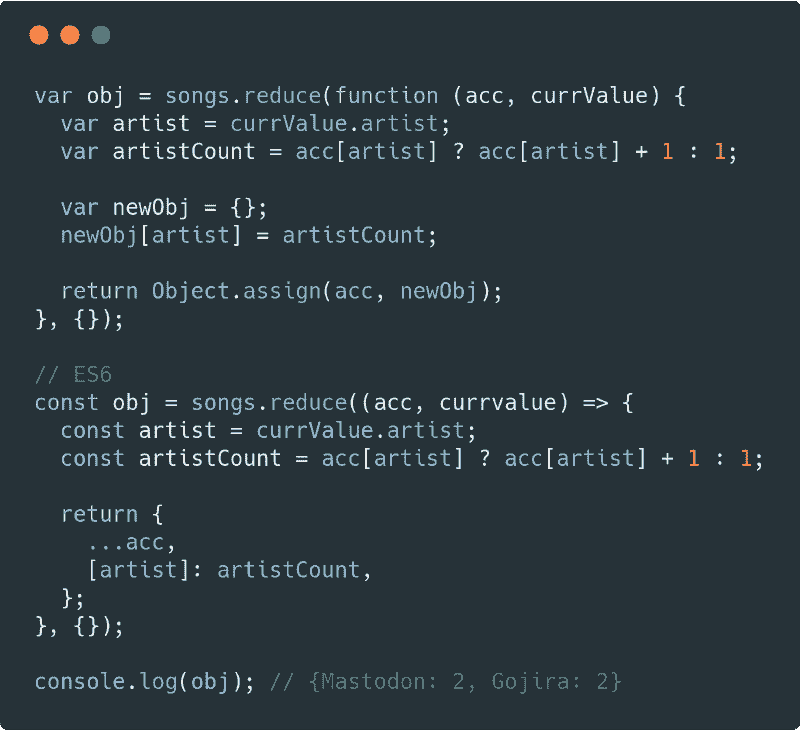 var obj = songs.reduce(function (acc, currValue) {
  var artist = currValue.artist;
  var artistCount = acc[artist] ? acc[artist] + 1 : 1;

  var newObj = {};
  newObj[artist] = artistCount;

  return Object.assign(acc, newObj);
}, {});

// ES6
const obj = songs.reduce((acc, currvalue) => {
  const artist = currValue.artist;
  const artistCount = acc[artist] ? acc[artist] + 1 : 1;

  return {
    ...acc,
    [artist]: artistCount,
  };
}, {});

console.log(obj); // {Mastodon: 2, Gojira: 2}